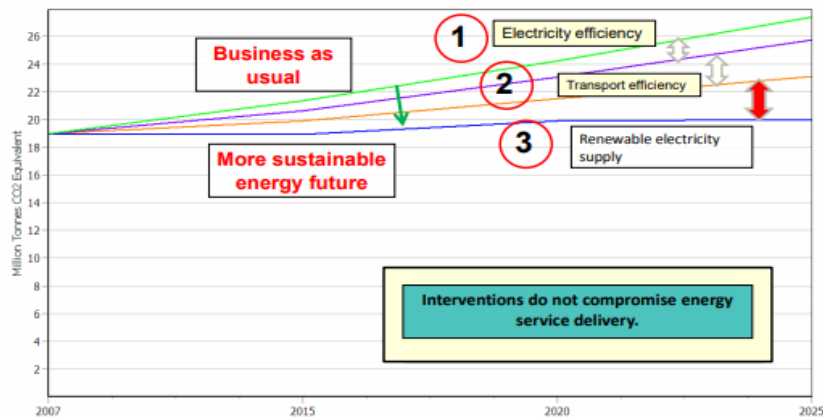 26
24
22
20
18
16
14
12
10
8
6
4
2
Million Tonnes CO2 Equivalent
1
Electricity efficiency
Business as
usual
2
Transport efficiency
More sustainable
energy future
3
Renewable electricity
supply
Interventions do not compromise energy
service delivery.
2007
2015
2020
2025